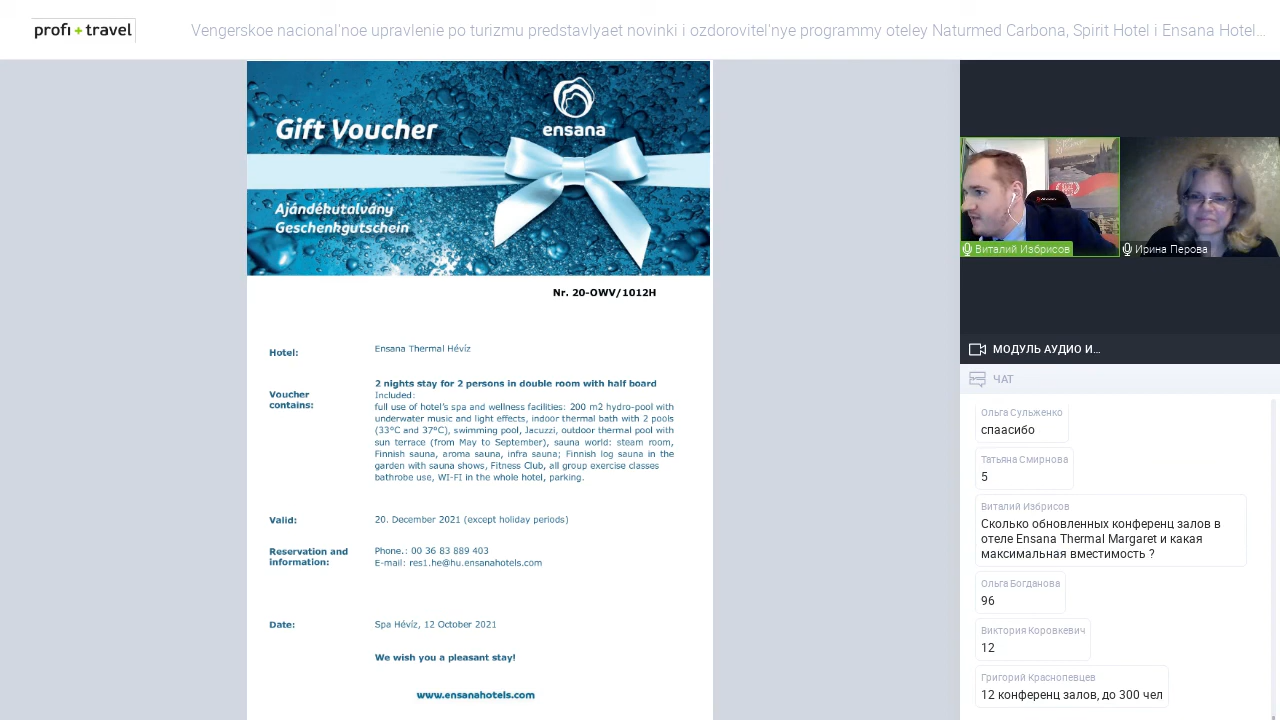 profi + travel
Vengerskoe nacional'noe upravlenie po turizmu predstavlyaet novinki i ozdorovitel'nye programmy oteley Naturmed Carbona, Spirit Hotel i Ensana Hotel...
Gift Voucher
ensana
Ajándékutalvány
Geschenkgutschein
Nr. 20-OWV/1012H
Hotel:
Ensana Thermal Hévíz
Voucher
contains:
2 nights stay for 2 persons in double room with half board
Included:
full use of hotel's spa and wellness facilities: 200 m2 hydro-pool with
underwater music and light effects, indoor thermal bath with 2 pools
(33°C and 37°C), swimming pool, Jacuzzi, outdoor thermal pool with
sun terrace (from May to September), sauna world: steam room,
Finnish sauna, aroma sauna, infra sauna; Finnish log sauna in the
garden with sauna shows, Fitness Club, all group exercise classes
bathrobe use, WI-FI in the whole hotel, parking.
Valid:
20. December 2021 (except holiday periods)
Reservation and
information:
Phone.: 00 36 83 889 403
E-mail: res1.he@hu.ensanahotels.com
Date:
Spa Hévíz, 12 October 2021
We wish you a pleasant stay!
www.ensanahotels.com
Виталий Избрисов
Ирина Перова
МОДУЛЬ АУДИО И...
ЧАТ
Ольга Сульженко
спаасибо
Татьяна Смирнова
5
Виталий Избрисов
Сколько обновленных конференц залов в
отеле Ensana Thermal Margaret и какая
максимальная вместимость ?
Ольга Богданова
96
Виктория Коровкевич
12
Григорий Краснопевцев
12 конференц залов, до 300 чел